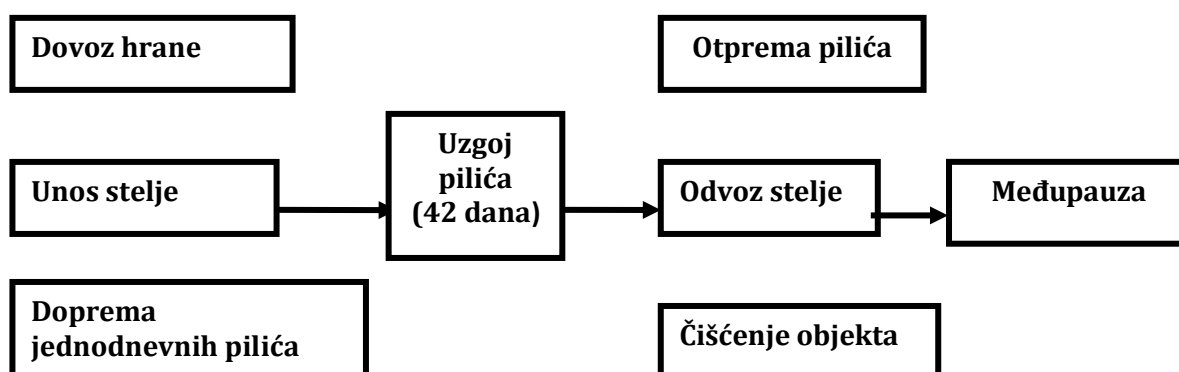 Dovoz hrane
Otprema pilića
Uzgoj
pilića
(42 dana)
Unos stelje
Odvoz stelje
Međupauza
Doprema
jednodnevnih pilića
Čišćenje objekta